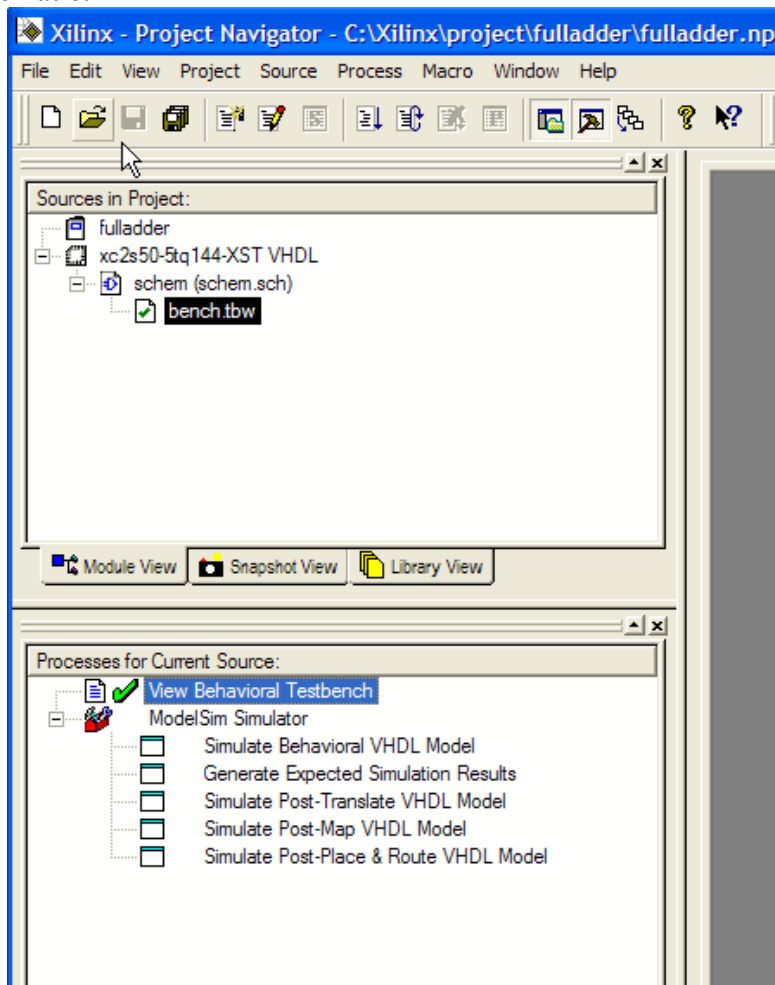 Xilinx - Project Navigator - C:\Xilinx\project\fulladder\fulladder.np
File Edit View Project Source Process Macro Window Help
Sources in Project:
fulladder
xc2s50-5tq144-XST VHDL
schem (schem.sch)
bench.tbw
Module View Snapshot View Library View
Processes for Current Source:
View Behavioral Testbench
ModelSim Simulator
Simulate Behavioral VHDL Model
Generate Expected Simulation Results
Simulate Post-Translate VHDL Model
Simulate Post-Map VHDL Model
Simulate Post-Place & Route VHDL Model